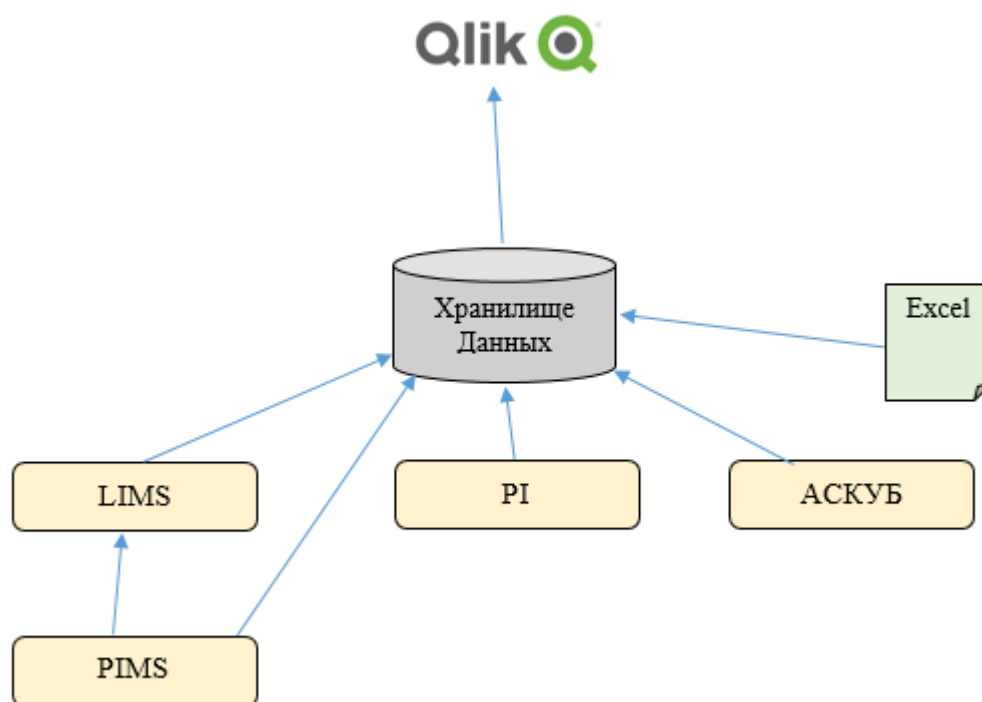 Qlik
Хранилище
Данных
Excel
LIMS
PI
АСКУБ
PIMS